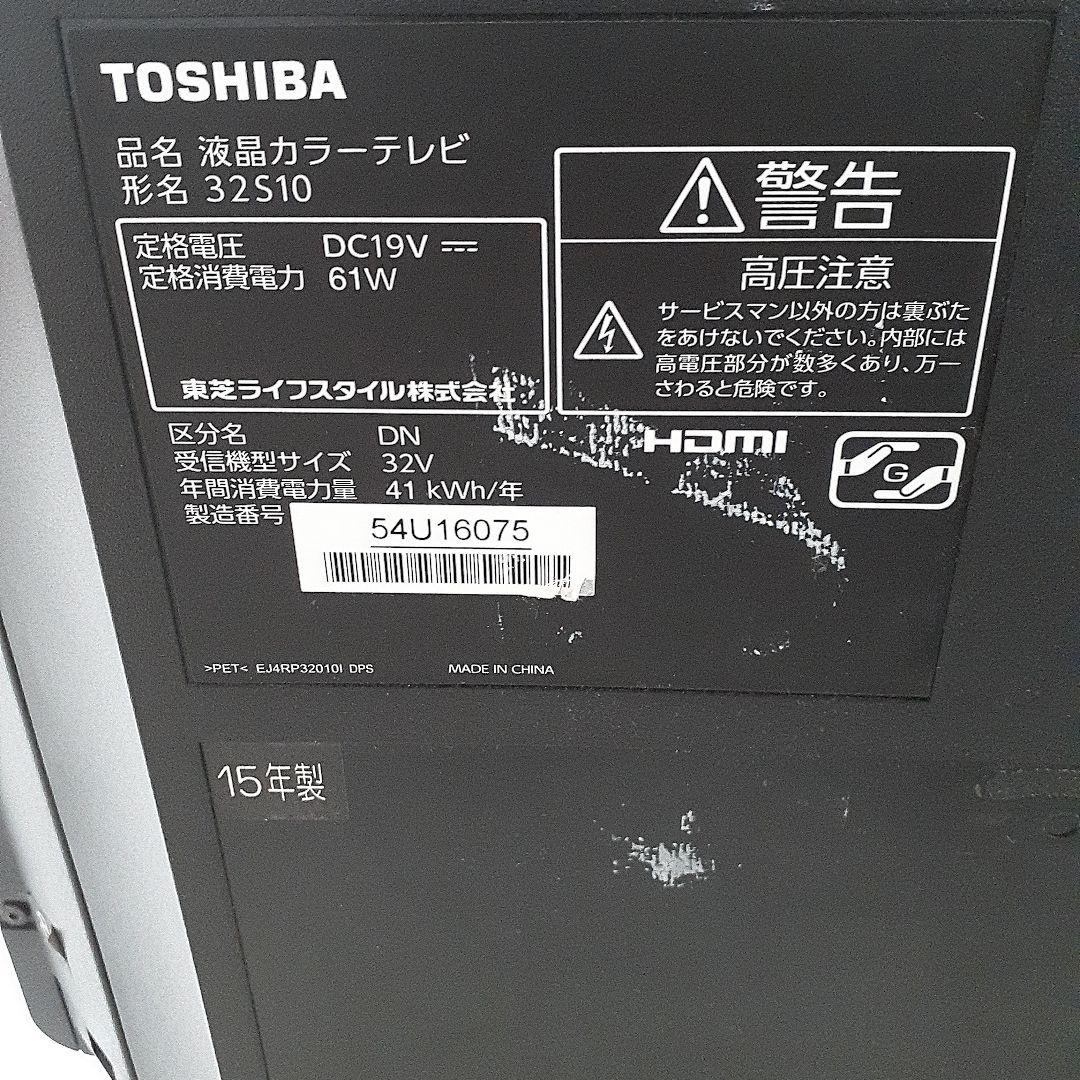 TOSHIBA
品名 液晶カラーテレビ
形名 32S10
定格電圧 DC19V
定格消費電力 61W
東芝ライフスタイル株式会社
警告
高圧注意
サービスマン以外の方は裏ぶた
をあけないでください。内部には
高電圧部分が数多くあり、万一
さわると危険です。
区分名 DN
受信機型サイズ 32V
年間消費電力量 41 kWh/年
製造番号
54U16075
HDMI
G
>PET< EJ4RP32010I DPS
MADE IN CHINA
15年製